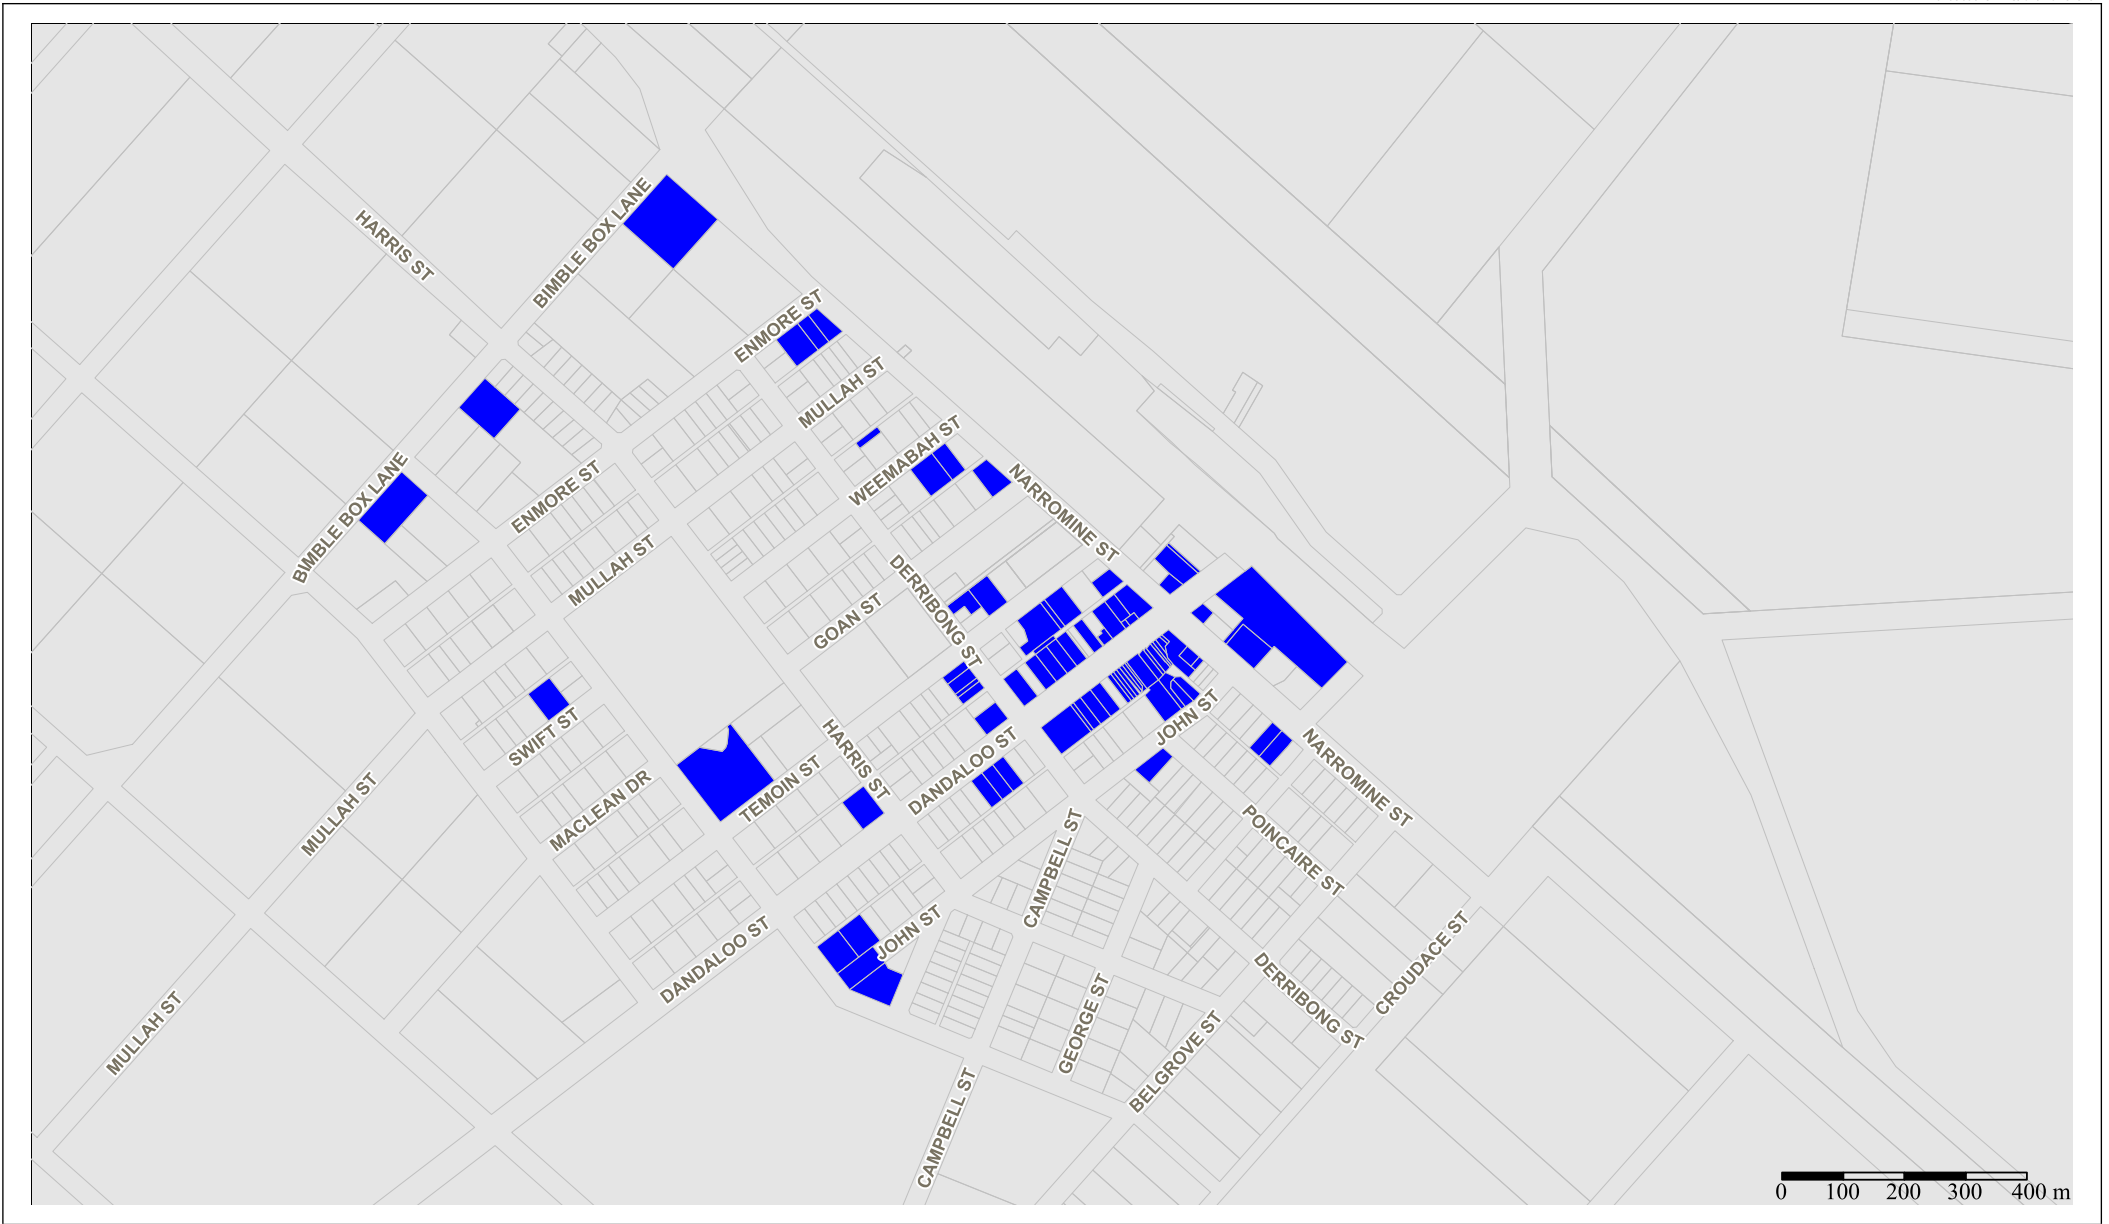 HARRIS ST
BIMBLE BOX LANE
ENMORE ST
MULLAH ST
WEEMABAH ST
NARROMINE ST
BIMBLE BOX LANE
ENMORE ST
MULLAH ST
DERRIBONG ST
GOAN ST
SWIFT ST
MULLAH ST
MACLEAN DR
TEMOIN ST
HARRIS ST
DANDALOO ST
JOHN ST
NARROMINE ST
POINCAIRE ST
CAMPBELL ST
JOHN ST
DANDALOO ST
CROUDACE ST
DERRIBONG ST
GEORGE ST
BELGROVE ST
MULLAH ST
CAMPBELL ST
0 100 200 300 400 m